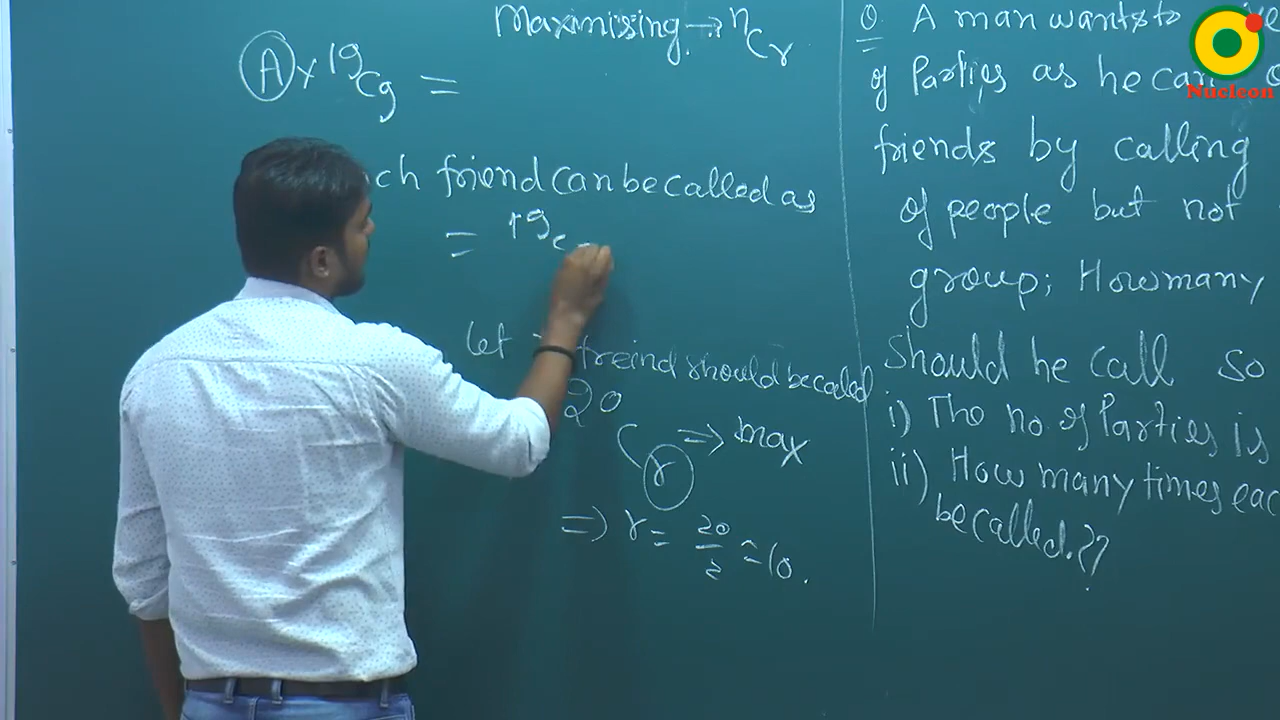 Maximising → nCr
A × 19C9 =
ch friend can be called as
= 19C
let freind should be called
20Cr ⇒ max
⇒ r = 20/2 = 10.
Q. A man wants to
of Parties as he can
friends by calling
of people but not
group; How many
Should he call so
i) The no of Parties is
ii) How many times eac
be called.??
Nucleon